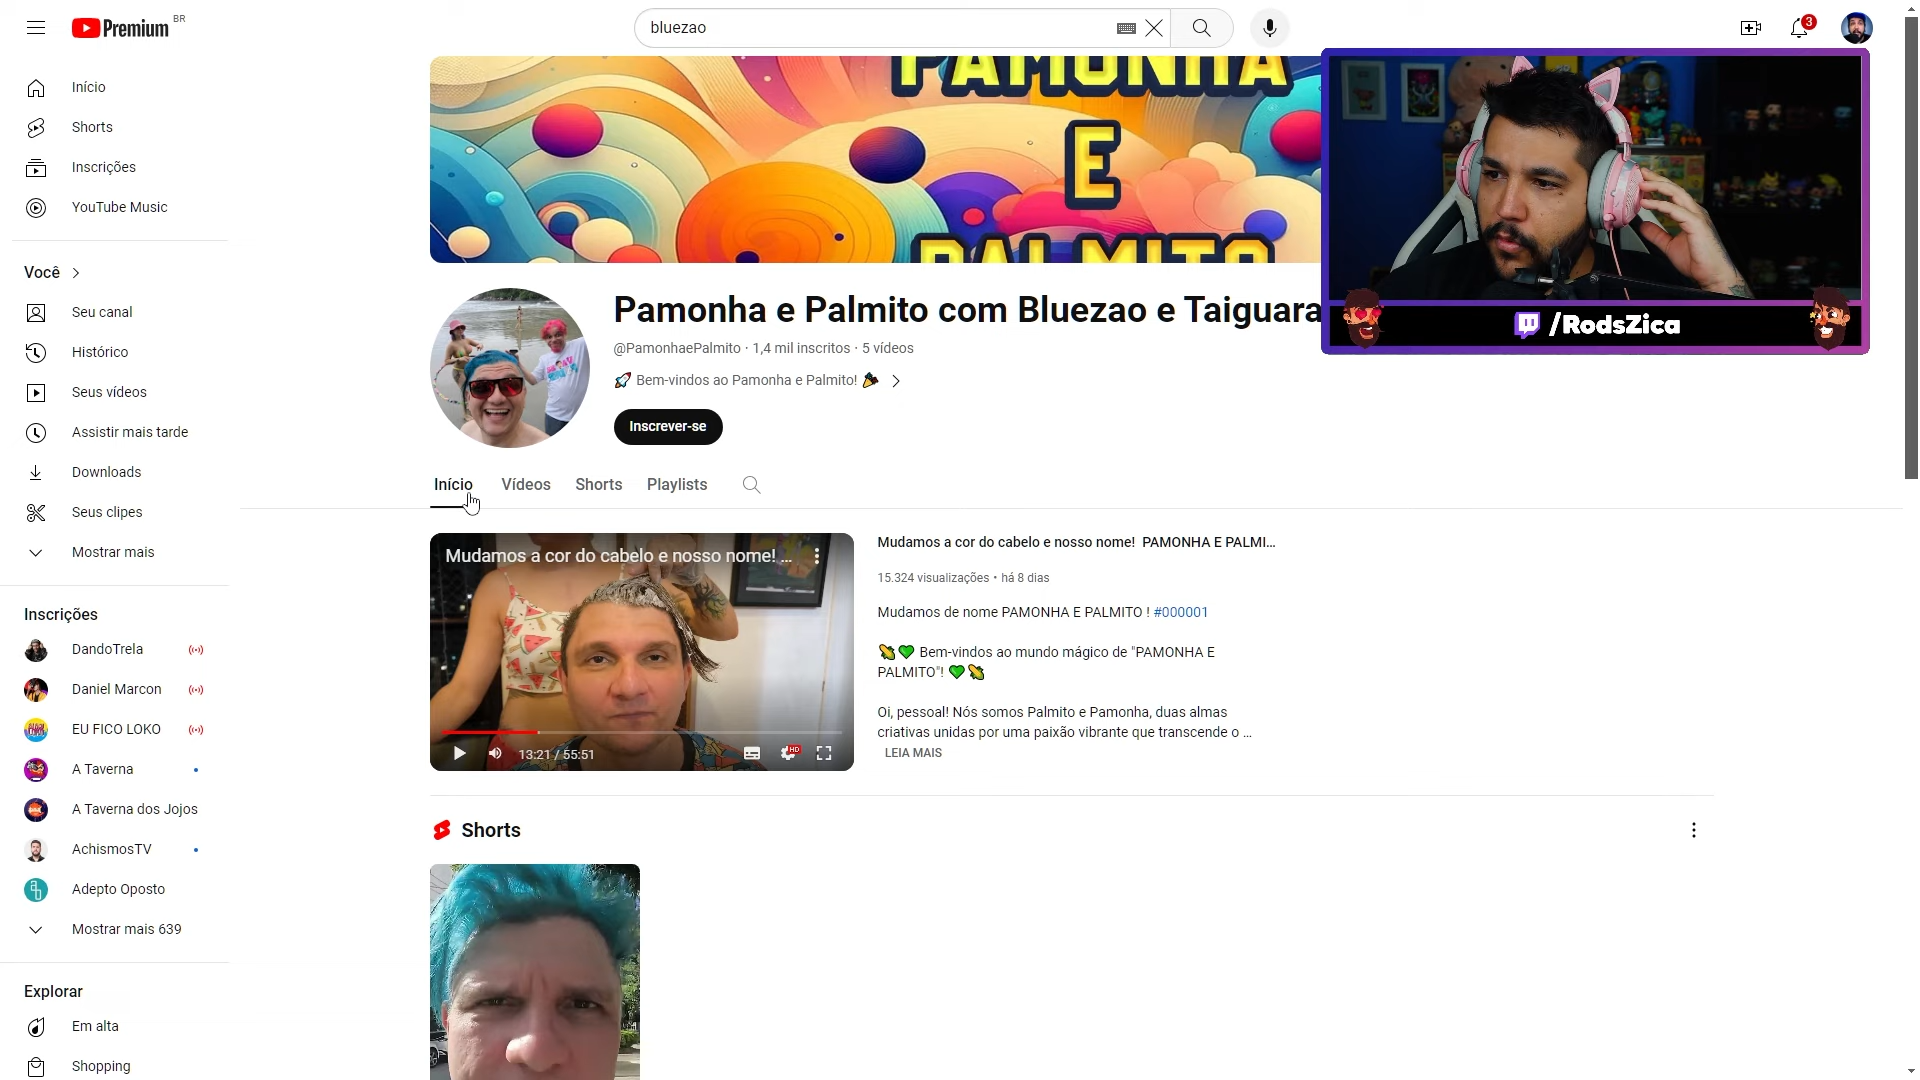 Premium
BR
bluezao
3
Início
Shorts
Inscrições
YouTube Music
Você
Seu canal
Histórico
Seus vídeos
Assistir mais tarde
Downloads
Seus clipes
Mostrar mais
Inscrições
DandoTrela
Daniel Marcon
EU FICO LOKO
A Taverna
A Taverna dos Jojos
AchismosTV
Adepto Oposto
Mostrar mais 639
Explorar
Em alta
Shopping
PAMONHA
E
PALMITO
/RodsZica
Pamonha e Palmito com Bluezao e Taiguara
@PamonhaePalmito · 1,4 mil inscritos · 5 vídeos
🚀 Bem-vindos ao Pamonha e Palmito! 🎉
Inscrever-se
Início Vídeos Shorts Playlists
Mudamos a cor do cabelo e nosso nome! ...
13:21 / 55:51
HD
Mudamos a cor do cabelo e nosso nome! PAMONHA E PALMI...
15.324 visualizações • há 8 dias
Mudamos de nome PAMONHA E PALMITO ! #000001
🌽💚 Bem-vindos ao mundo mágico de "PAMONHA E
PALMITO"! 💚🌽
Oi, pessoal! Nós somos Palmito e Pamonha, duas almas
criativas unidas por uma paixão vibrante que transcende o ...
LEIA MAIS
Shorts